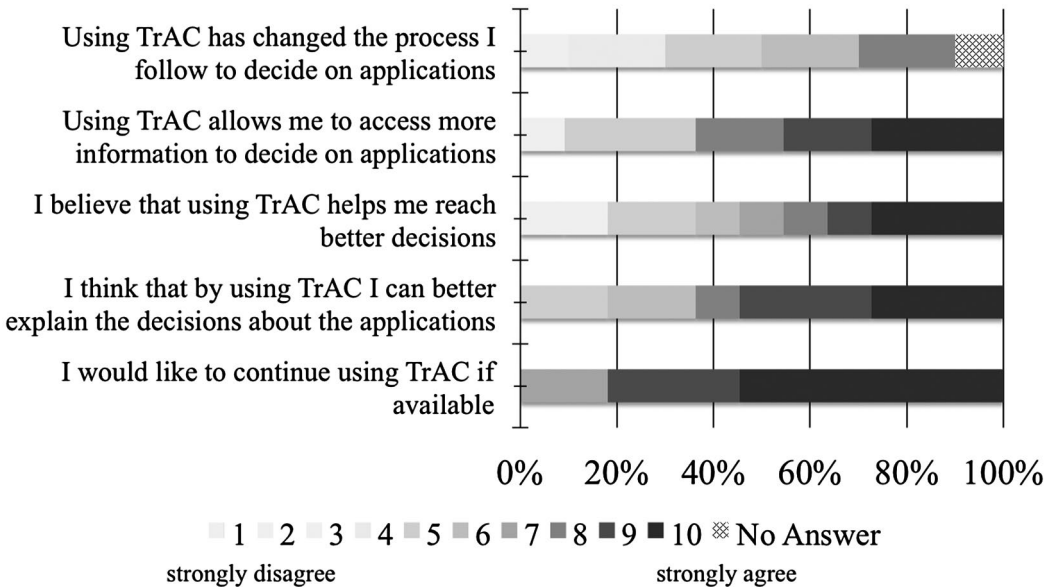 Using TrAC has changed the process I
follow to decide on applications
Using TrAC allows me to access more
information to decide on applications
I believe that using TrAC helps me reach
better decisions
I think that by using TrAC I can better
explain the decisions about the applications
I would like to continue using TrAC if
available
0% 20% 40% 60% 80% 100%
1 2 3 4 5 6 7 8 9 10 No Answer
strongly disagree strongly agree